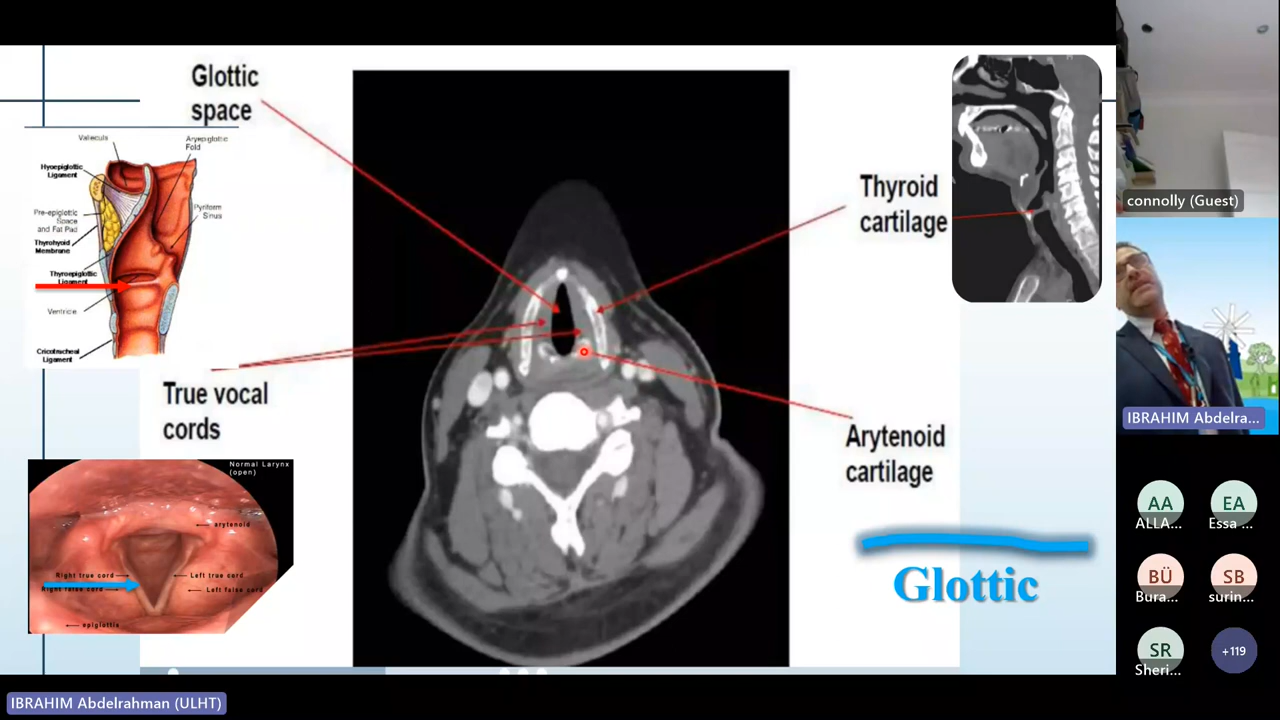 Glottic
space
Vallecula
Aryepiglottic
Fold
Hyoepiglottic
Ligament
Pre-epiglottic
Space
and Fat Pad
Pyriform
Sinus
Thyrohyoid
Membrane
Thyroepiglottic
Ligament
Ventricle
Cricotracheal
Ligament
True vocal
cords
Normal Larynx
(open)
arytenoid
Right true cord
Left true cord
Right false cord
Left false cord
epiglottis
Thyroid
cartilage
Arytenoid
cartilage
Glottic
connolly (Guest)
IBRAHIM Abdelra...
AA
EA
ALLA...
Essa ...
BÜ
SB
Bura...
surin...
SR
+119
Sheri...
IBRAHIM Abdelrahman (ULHT)